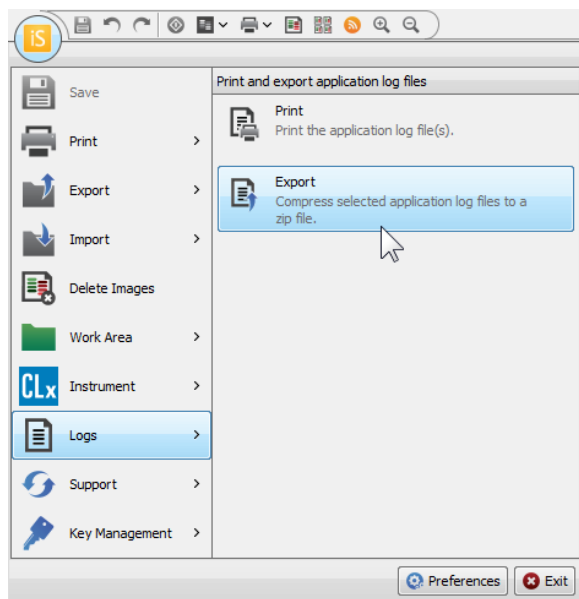 iS
Save
Print
Export
Import
Delete Images
Work Area
CLx Instrument
Logs
Support
Key Management
Print and export application log files
Print
Print the application log file(s).
Export
Compress selected application log files to a
zip file.
Preferences
Exit